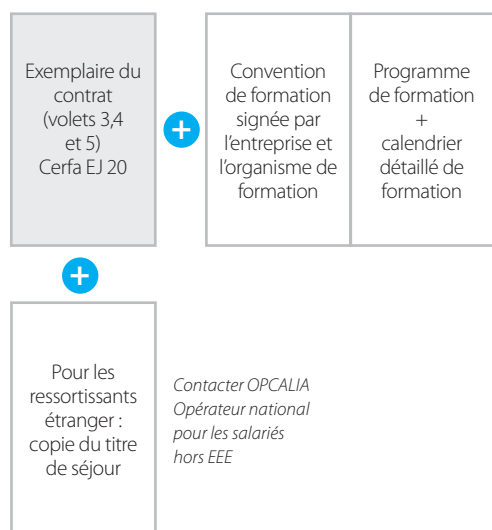 Exemplaire du
contrat
(volets 3,4
et 5)
Cerfa EJ 20
+
Convention
de formation
signée par
l'entreprise et
l'organisme de
formation
Programme
de formation
+
calendrier
détaillé de
formation
+
Pour les
ressortissants
étranger :
copie du titre
de séjour
Contacter OPCALIA
Opérateur national
pour les salariés
hors EEE